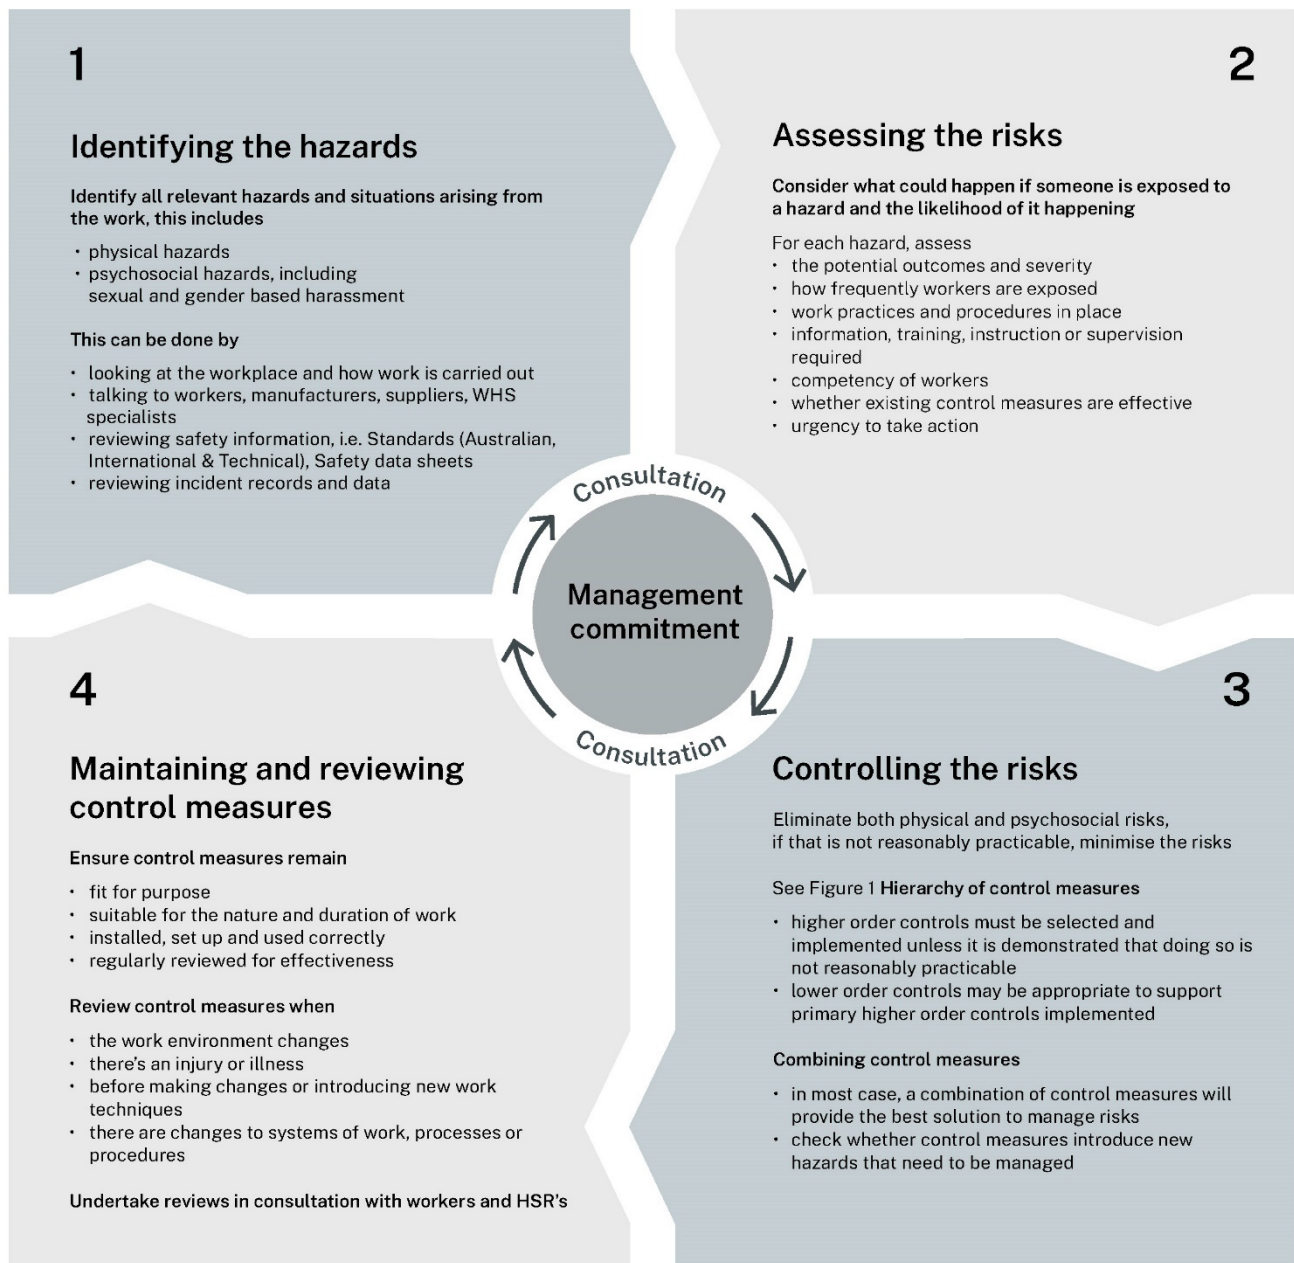 1
Identifying the hazards
Identify all relevant hazards and situations arising from
the work, this includes
• physical hazards
• psychosocial hazards, including
sexual and gender based harassment
This can be done by
• looking at the workplace and how work is carried out
• talking to workers, manufacturers, suppliers, WHS
specialists
• reviewing safety information, i.e. Standards (Australian,
International & Technical), Safety data sheets
• reviewing incident records and data
2
Assessing the risks
Consider what could happen if someone is exposed to
a hazard and the likelihood of it happening
For each hazard, assess
• the potential outcomes and severity
• how frequently workers are exposed
• work practices and procedures in place
• information, training, instruction or supervision
required
• competency of workers
• whether existing control measures are effective
• urgency to take action
Consultation
Management
commitment
Consultation
3
Controlling the risks
Eliminate both physical and psychosocial risks,
if that is not reasonably practicable, minimise the risks
See Figure 1 Hierarchy of control measures
• higher order controls must be selected and
implemented unless it is demonstrated that doing so is
not reasonably practicable
• lower order controls may be appropriate to support
primary higher order controls implemented
Combining control measures
• in most case, a combination of control measures will
provide the best solution to manage risks
• check whether control measures introduce new
hazards that need to be managed
4
Maintaining and reviewing
control measures
Ensure control measures remain
• fit for purpose
• suitable for the nature and duration of work
• installed, set up and used correctly
• regularly reviewed for effectiveness
Review control measures when
• the work environment changes
• there's an injury or illness
• before making changes or introducing new work
techniques
• there are changes to systems of work, processes or
procedures
Undertake reviews in consultation with workers and HSR's